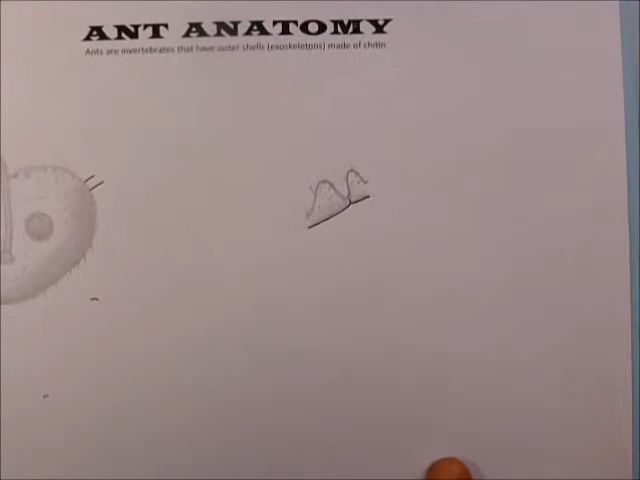 ANT ANATOMY
Ants are invertebrates that have outer shells (exoskeletons) made of chitin.